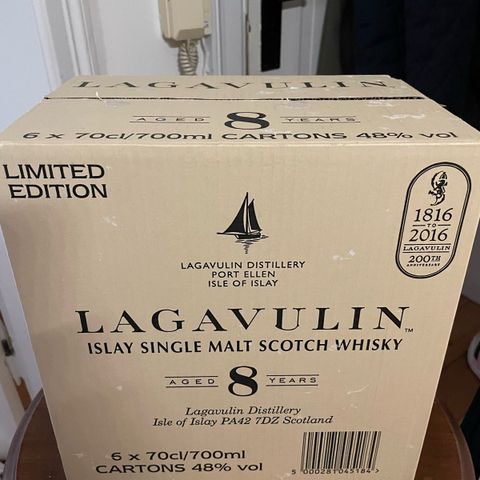 LAGAVULIN
AGED 8 YEARS
6 x 70cl/700ml CARTONS 48% vol
LIMITED
EDITION
1816
TO
2016
LAGAVULIN
200TH
ANNIVERSARY
LAGAVULIN DISTILLERY
PORT ELLEN
ISLE OF ISLAY
LAGAVULIN™
ISLAY SINGLE MALT SCOTCH WHISKY
AGED 8 YEARS
Lagavulin Distillery
Isle of Islay PA42 7DZ Scotland
6 x 70cl/700ml
CARTONS 48% vol
5 000281 045184 >